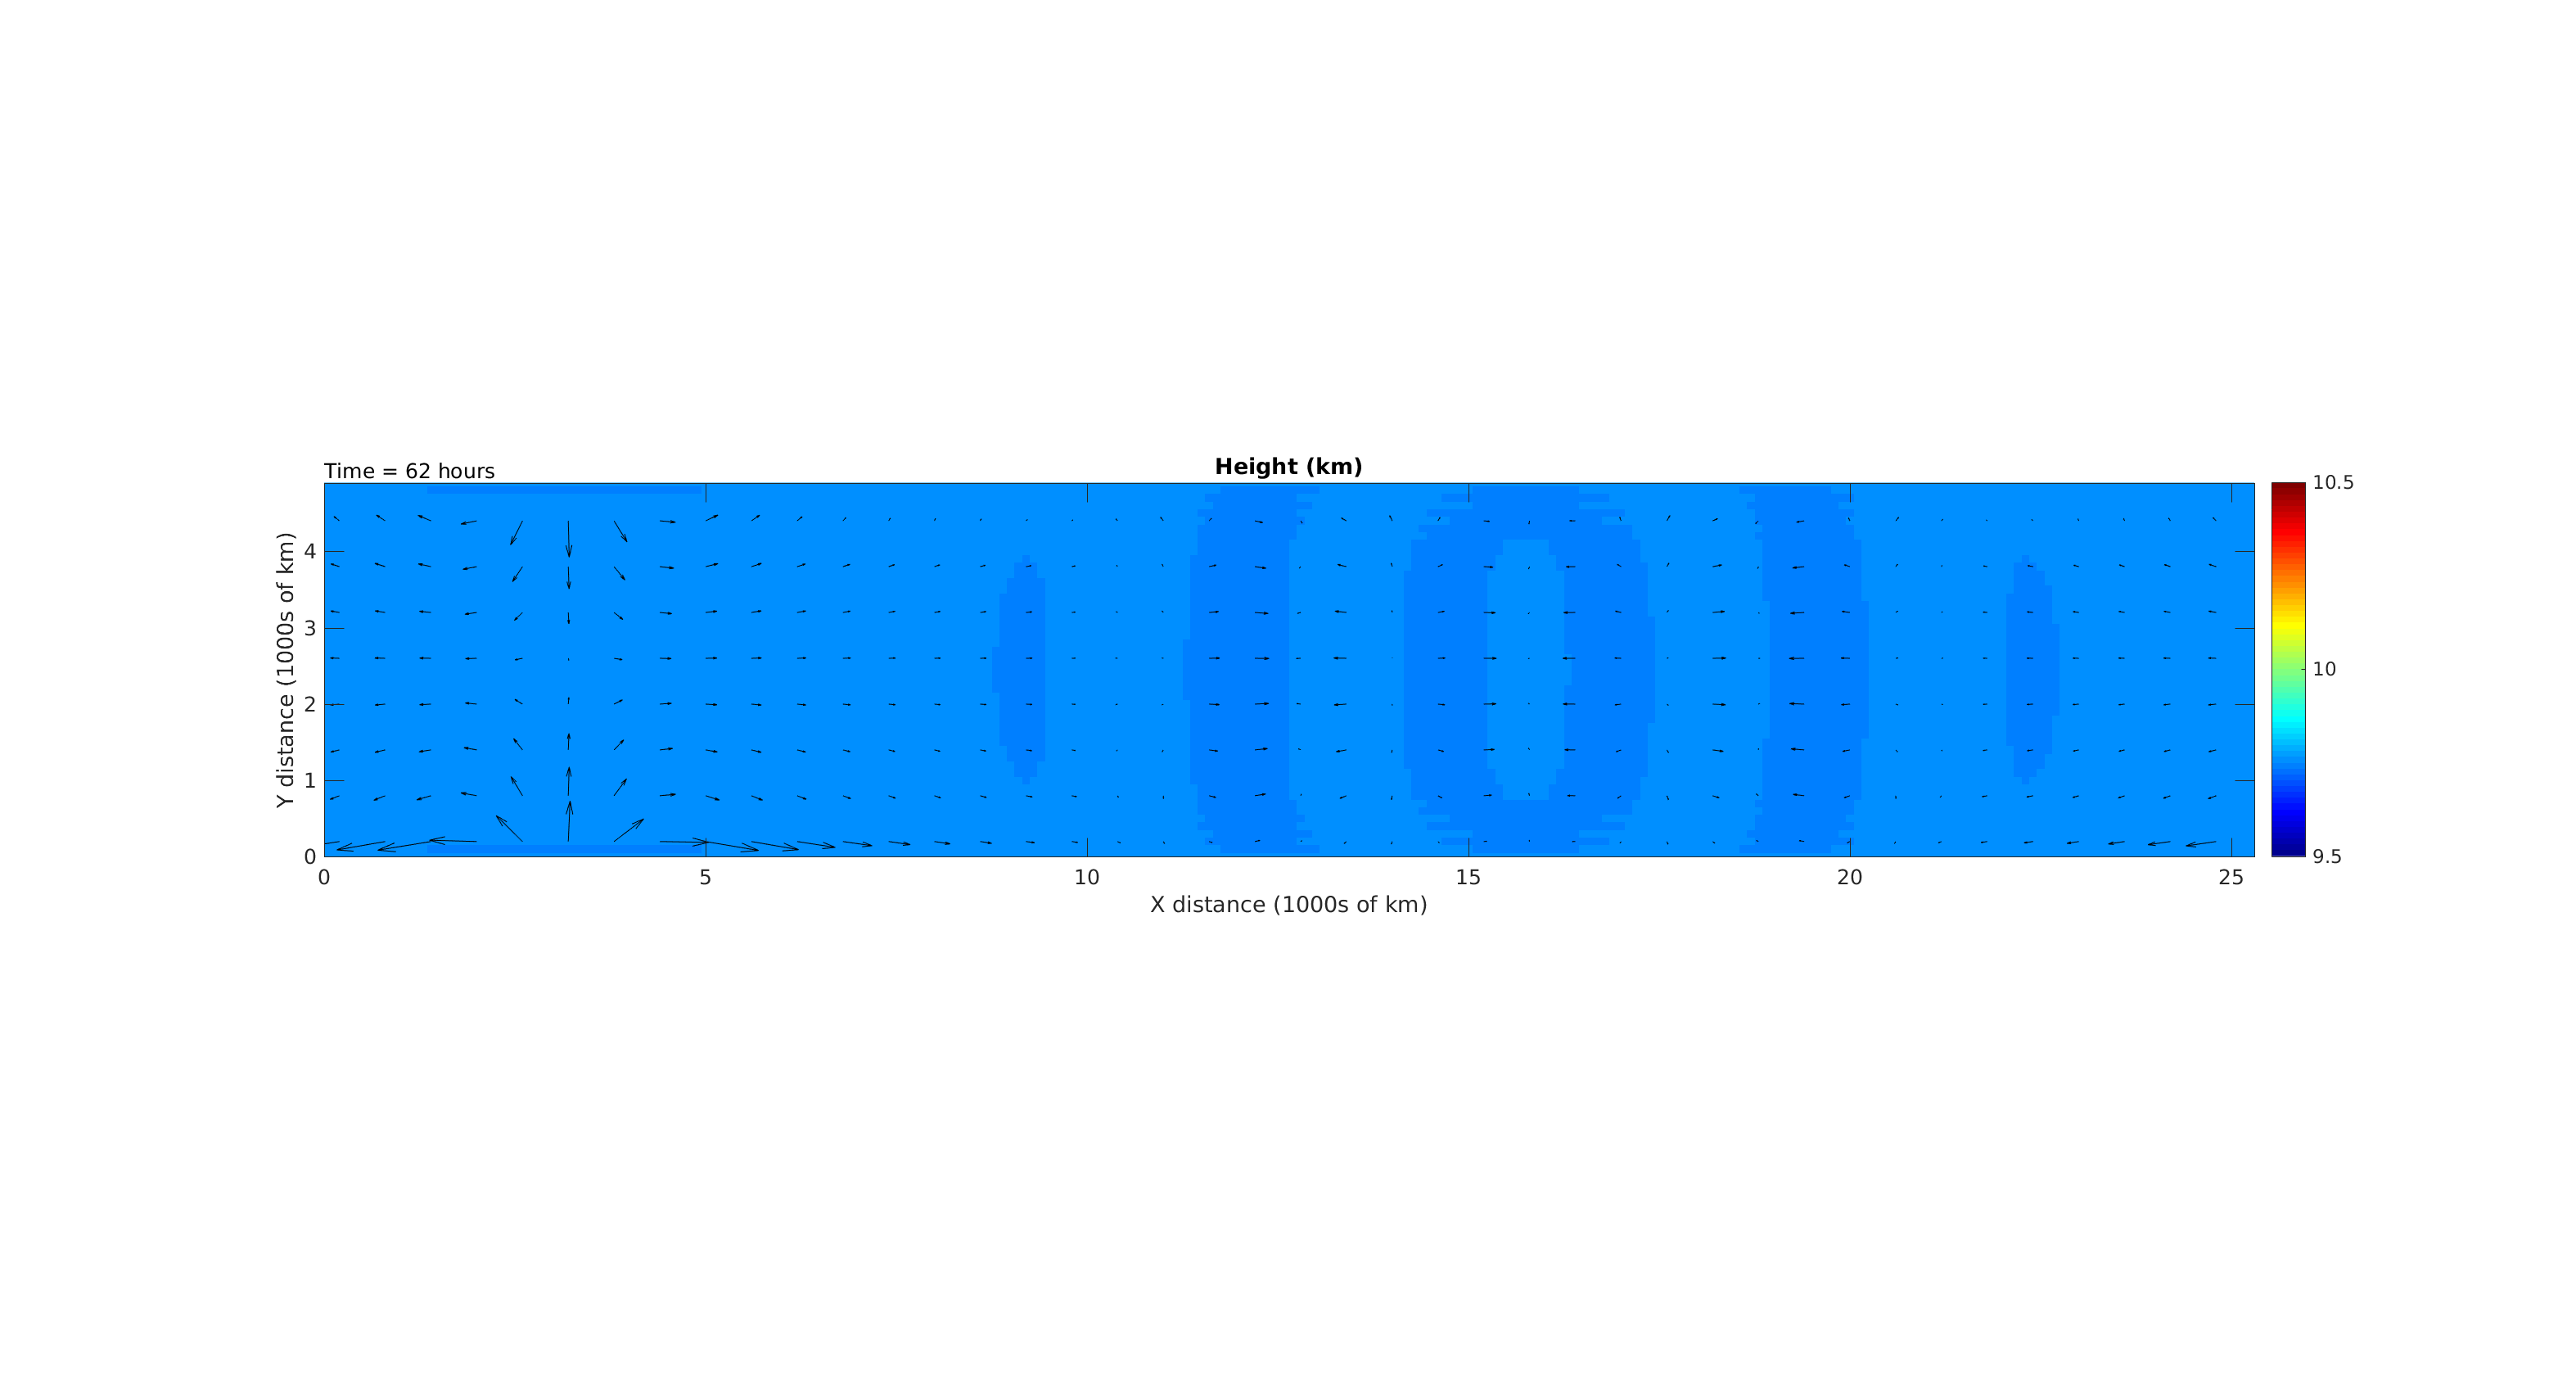 Time = 62 hours
Height (km)
10.5
10
9.5
Y distance (1000s of km)
4
3
2
1
0
0 5 10 15 20 25
X distance (1000s of km)